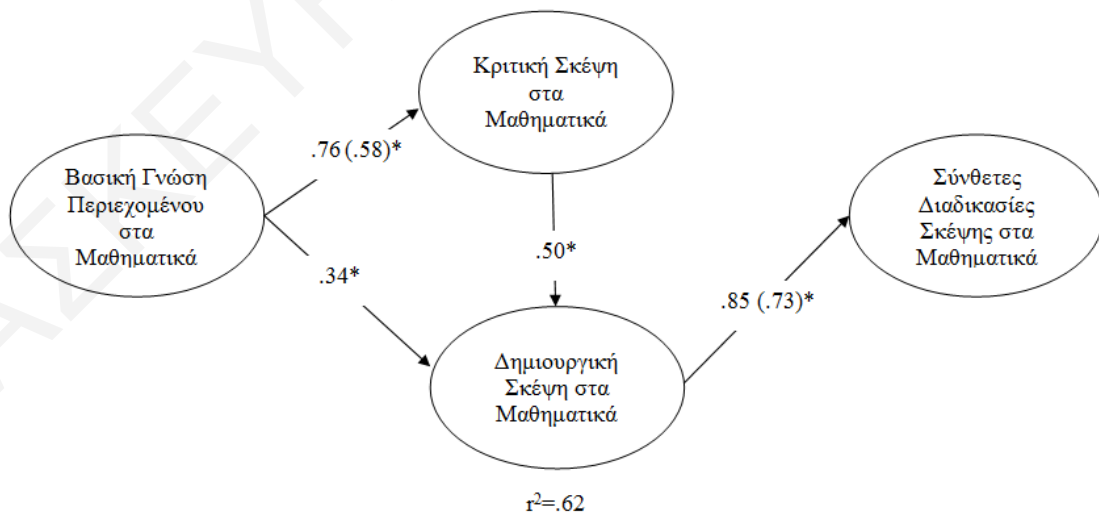 Κριτική Σκέψη
στα
Μαθηματικά
.76 (.58)*
Βασική Γνώση
Περιεχομένου
στα
Μαθηματικά
Σύνθετες
Διαδικασίες
Σκέψης στα
Μαθηματικά
.50*
.34*
.85 (.73)*
Δημιουργική
Σκέψη στα
Μαθηματικά
r²=.62